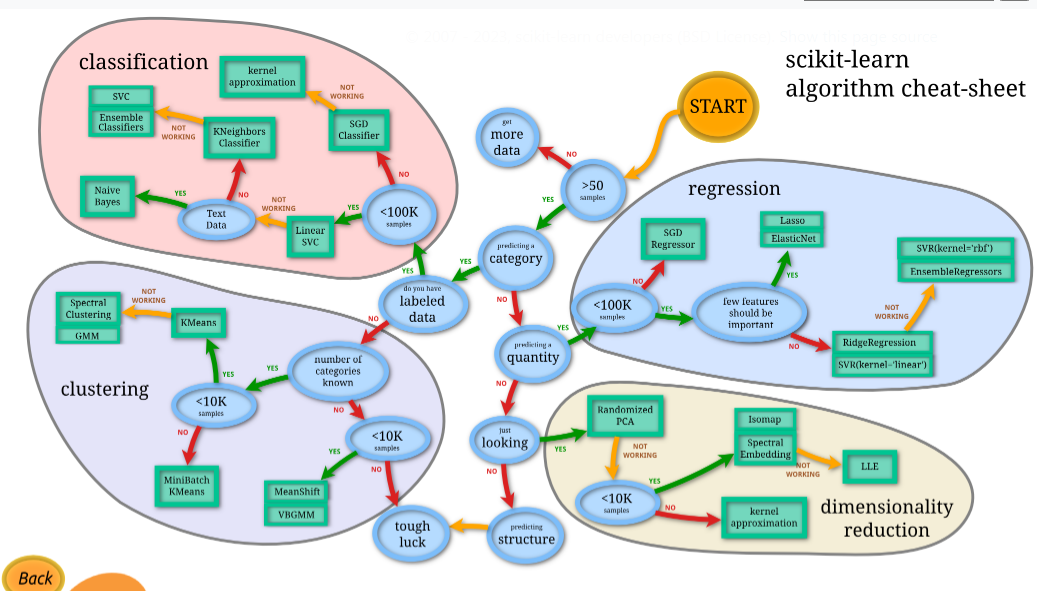 scikit-learn
algorithm cheat-sheet
START
>50
samples
NO
get
more
data
YES
predicting a
category
YES
do you have
labeled
data
YES
classification
<100K
samples
NO
SGD
Classifier
NOT
WORKING
kernel
approximation
YES
Linear
SVC
NOT
WORKING
Text
Data
YES
Naive
Bayes
NO
KNeighbors
Classifier
NOT
WORKING
SVC
Ensemble
Classifiers
NO
clustering
number of
categories
known
YES
<10K
samples
YES
KMeans
NOT
WORKING
Spectral
Clustering
GMM
NO
MiniBatch
KMeans
NO
<10K
samples
YES
MeanShift
VBGMM
NO
tough
luck
NO
predicting a
quantity
YES
regression
<100K
samples
NO
SGD
Regressor
YES
few features
should be
important
YES
Lasso
ElasticNet
NO
RidgeRegression
SVR(kernel='linear')
NOT
WORKING
SVR(kernel='rbf')
EnsembleRegressors
NO
just
looking
YES
dimensionality
reduction
Randomized
PCA
NOT
WORKING
<10K
samples
YES
Isomap
Spectral
Embedding
NOT
WORKING
LLE
NO
kernel
approximation
NO
predicting
structure
Back